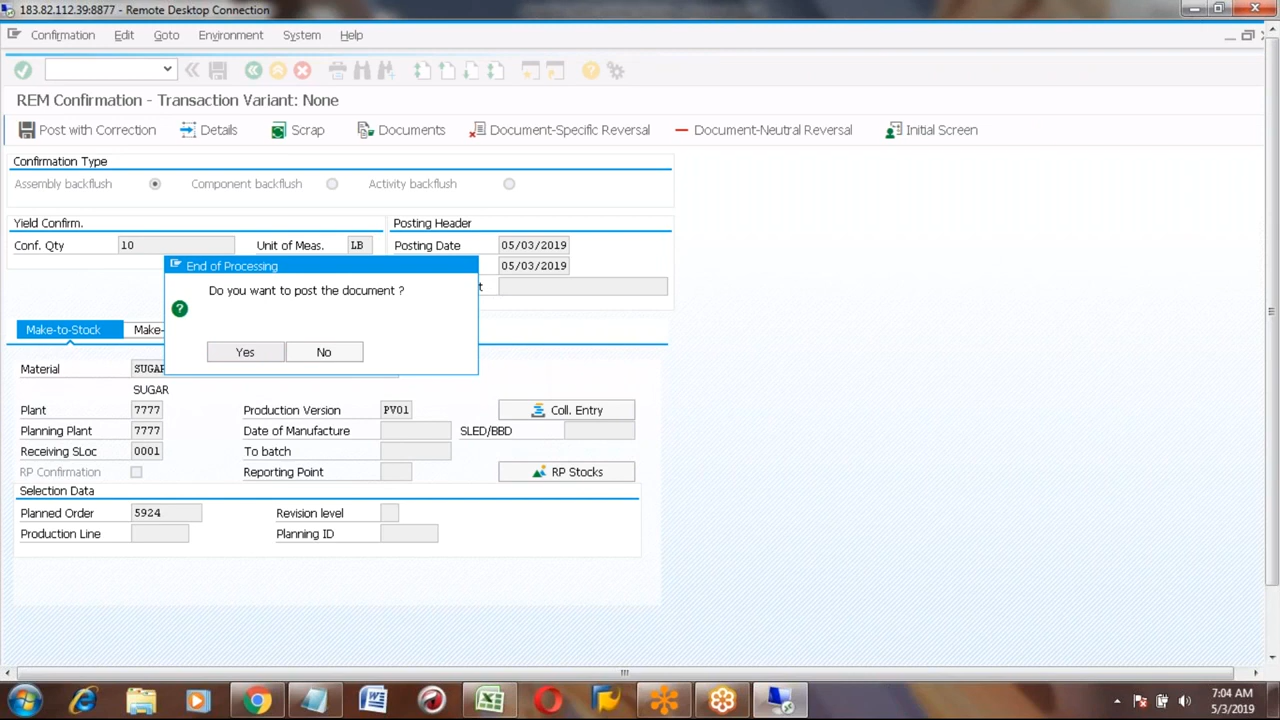 183.82.112.39:8877 - Remote Desktop Connection
Confirmation Edit Goto Environment System Help
REM Confirmation - Transaction Variant: None
Post with Correction Details Scrap Documents Document-Specific Reversal Document-Neutral Reversal Initial Screen
Confirmation Type
Assembly backflush Component backflush Activity backflush
Yield Confirm. Posting Header
Conf. Qty 10 Unit of Meas. LB Posting Date 05/03/2019
End of Processing 05/03/2019
Do you want to post the document ?
Yes No
Make-to-Stock Make-
Material SUGAR
SUGAR
Plant 7777 Production Version PV01 Coll. Entry
Planning Plant 7777 Date of Manufacture SLED/BBD
Receiving SLoc 0001 To batch
RP Confirmation Reporting Point RP Stocks
Selection Data
Planned Order 5924 Revision level
Production Line Planning ID
7:04 AM
5/3/2019